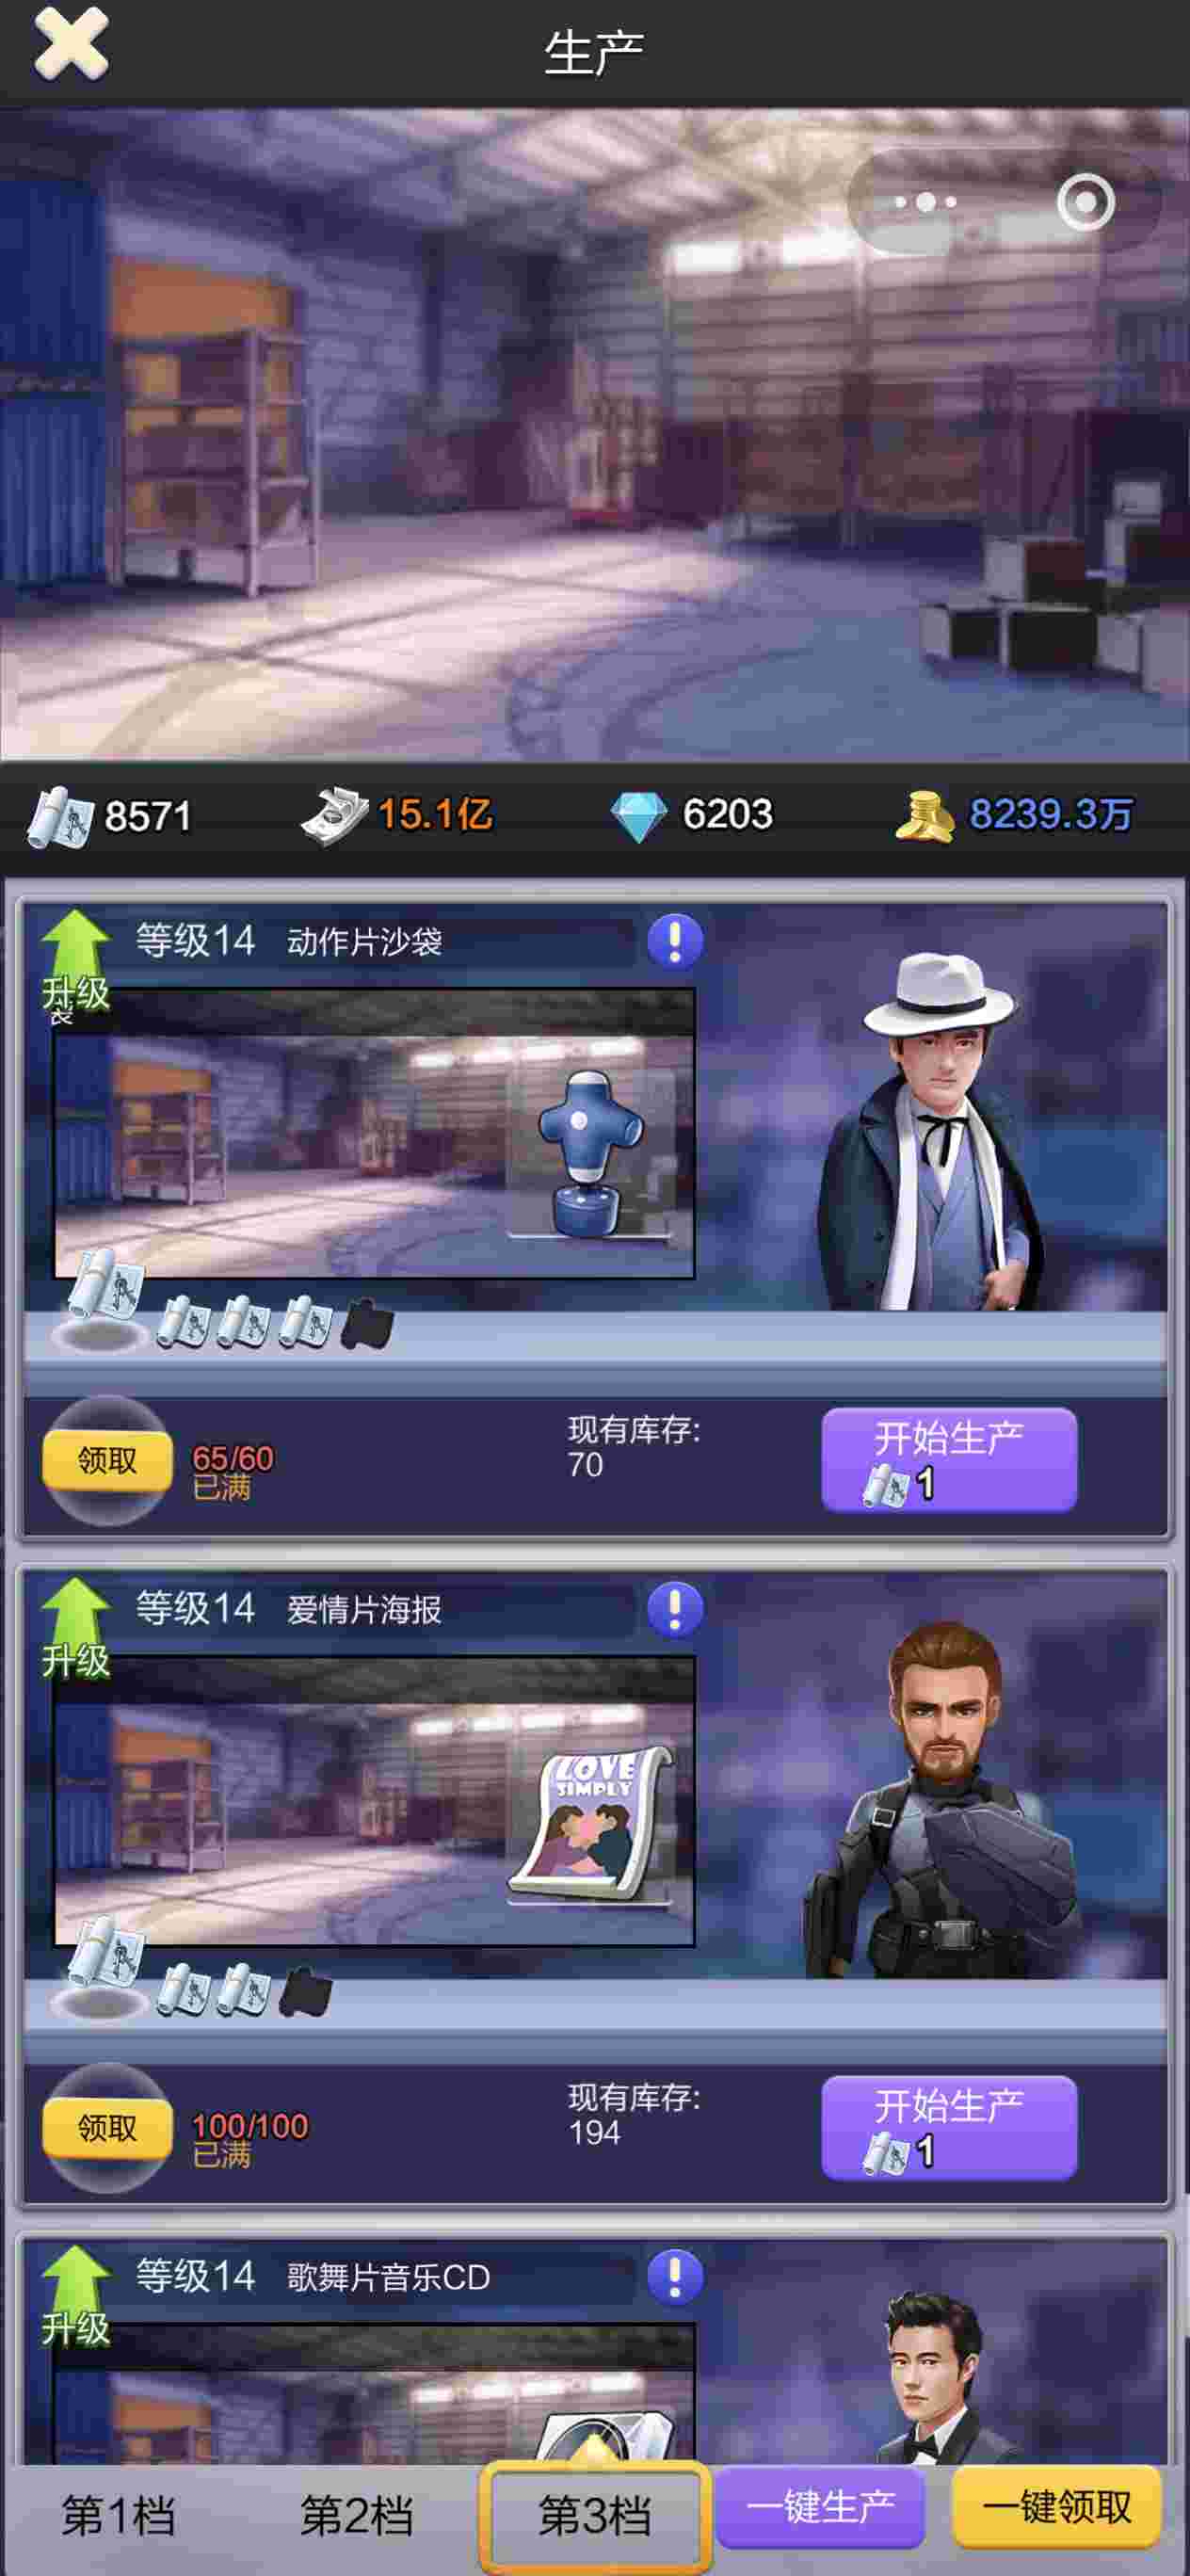 生产
8571
15.1亿
6203
8239.3万
等级14
动作片沙袋
升级
袋
领取
65/60
已满
现有库存:
70
开始生产
1
等级14
爱情片海报
升级
LOVE
SIMPLY
领取
100/100
已满
现有库存:
194
开始生产
1
等级14
歌舞片音乐CD
升级
第1档
第2档
第3档
一键生产
一键领取